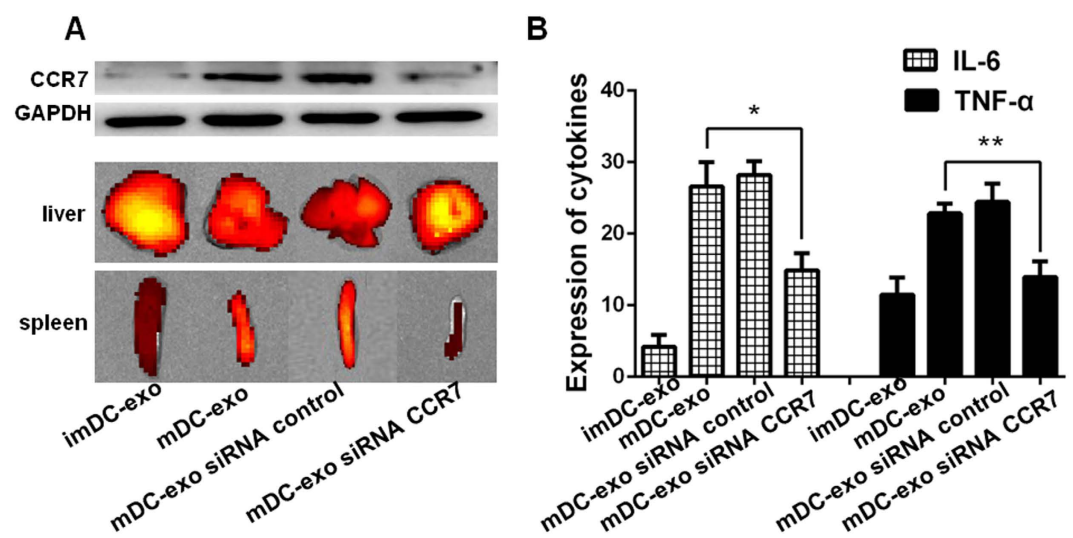 A
CCR7
GAPDH
liver
spleen
imDC-exo
mDC-exo
mDC-exo siRNA control
mDC-exo siRNA CCR7
B
IL-6
TNF-α
Expression of cytokines
40
30
20
10
0
*
**
imDC-exo
mDC-exo
mDC-exo siRNA control
mDC-exo siRNA CCR7
imDC-exo
mDC-exo
mDC-exo siRNA control
mDC-exo siRNA CCR7